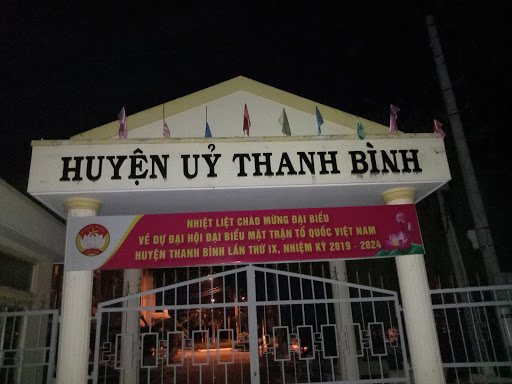 HUYỆN UỶ THANH BÌNH
NHIỆT LIỆT CHÀO MỪNG ĐẠI BIỂU
VỀ DỰ ĐẠI HỘI ĐẠI BIỂU MẶT TRẬN TỔ QUỐC VIỆT NAM
HUYỆN THANH BÌNH LẦN THỨ IX, NHIỆM KỲ 2019 - 2024